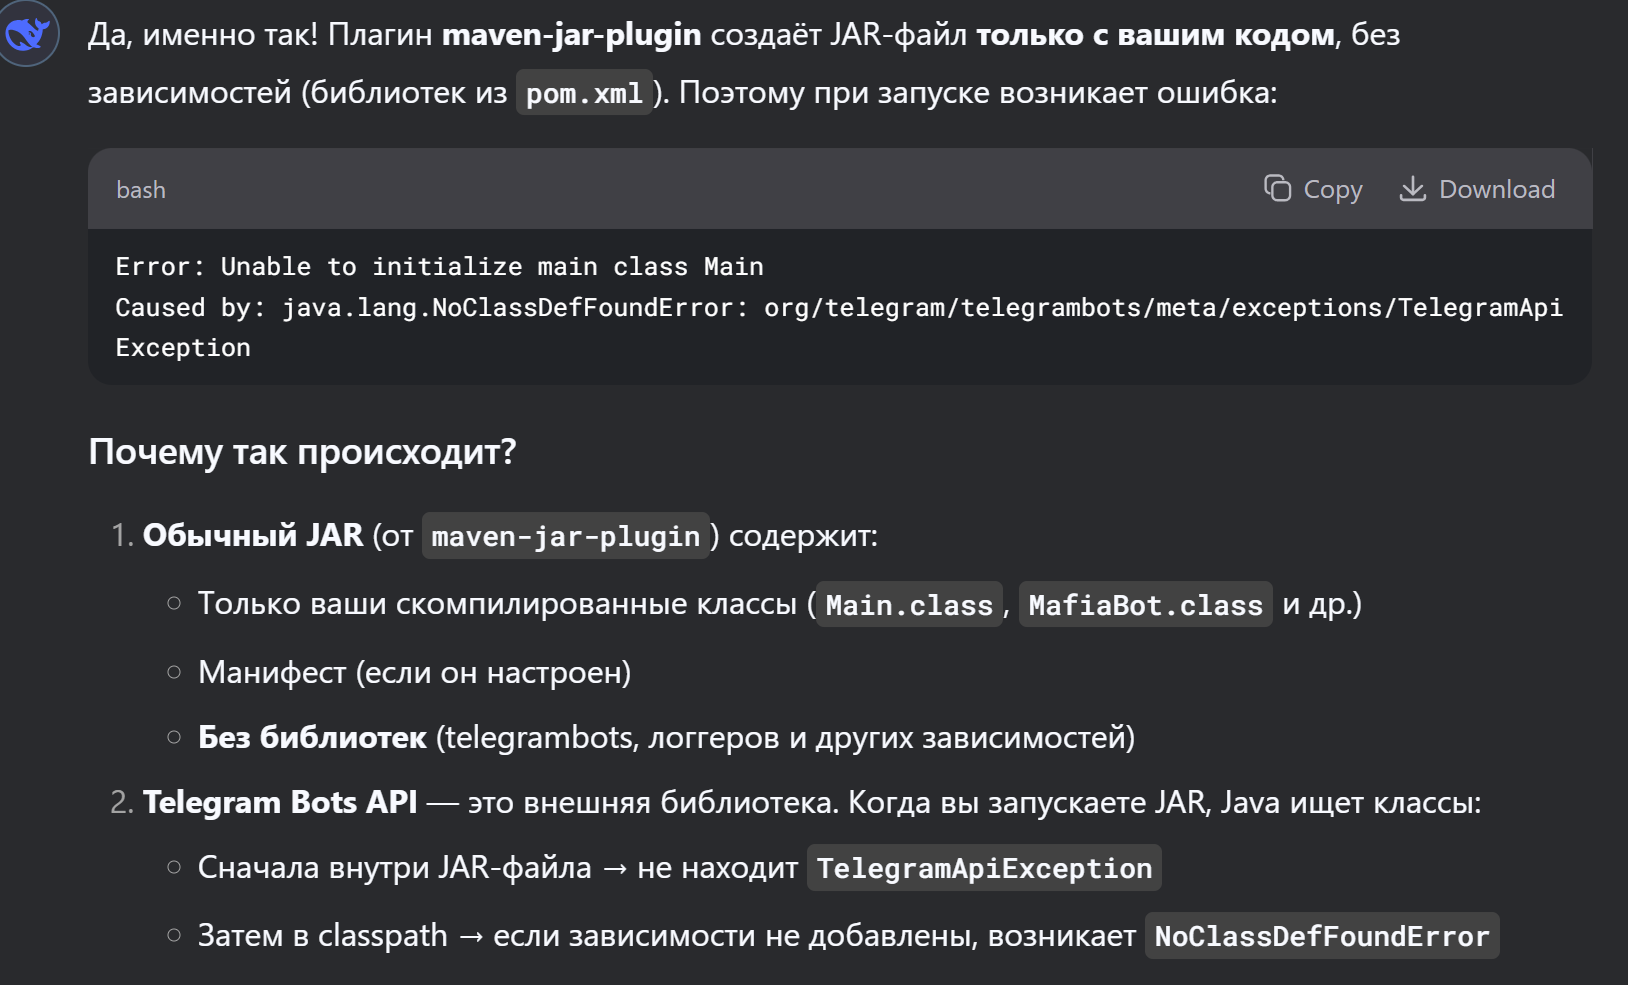 Да, именно так! Плагин maven-jar-plugin создаёт JAR-файл только с вашим кодом, без
зависимостей (библиотек из pom.xml). Поэтому при запуске возникает ошибка:
bash
Copy
Download
Error: Unable to initialize main class Main
Caused by: java.lang.NoClassDefFoundError: org/telegram/telegrambots/meta/exceptions/TelegramApi
Exception
Почему так происходит?
1. Обычный JAR (от maven-jar-plugin) содержит:
○ Только ваши скомпилированные классы (Main.class, MafiaBot.class и др.)
○ Манифест (если он настроен)
○ Без библиотек (telegrambots, логгеров и других зависимостей)
2. Telegram Bots API — это внешняя библиотека. Когда вы запускаете JAR, Java ищет классы:
○ Сначала внутри JAR-файла → не находит TelegramApiException
○ Затем в classpath → если зависимости не добавлены, возникает NoClassDefFoundError